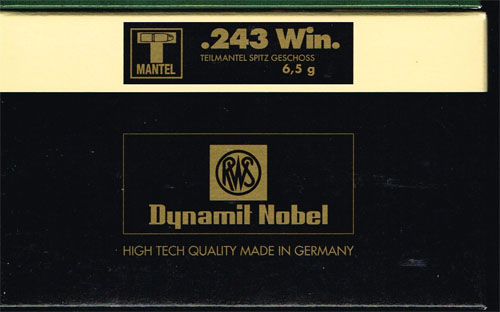 T
MANTEL
.243 Win.
TEILMANTEL SPITZ GESCHOSS
6,5 g
RWS
Dynamit Nobel
HIGH TECH QUALITY MADE IN GERMANY